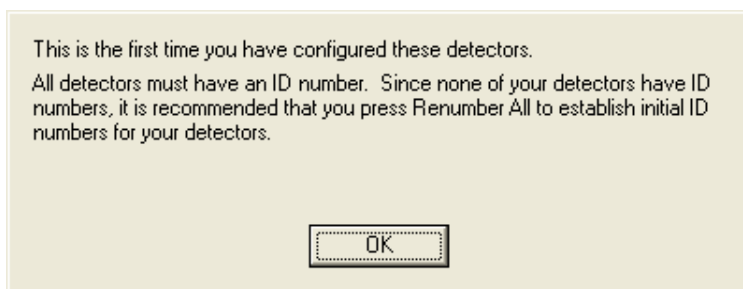 This is the first time you have configured these detectors.
All detectors must have an ID number.  Since none of your detectors have ID
numbers, it is recommended that you press Renumber All to establish initial ID
numbers for your detectors.
OK